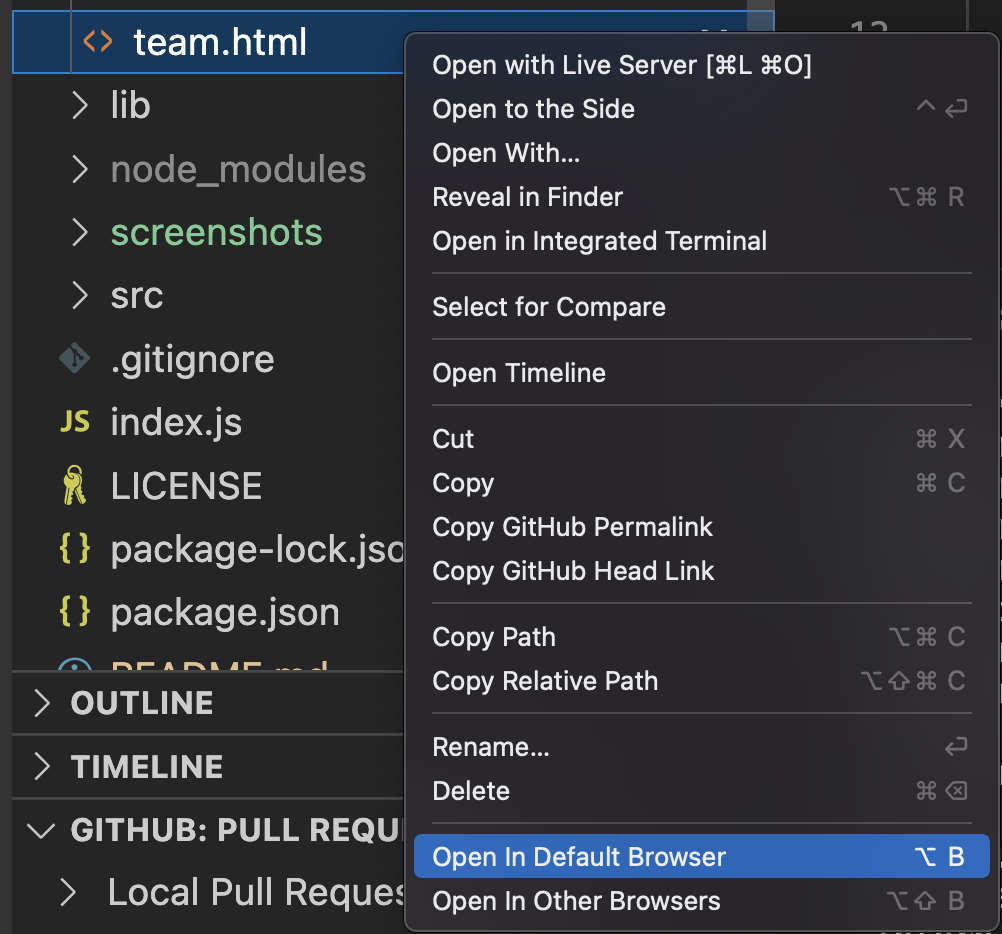 team.html
lib
node_modules
screenshots
src
.gitignore
JS index.js
LICENSE
{} package-lock.jso
{} package.json
README.md
OUTLINE
TIMELINE
GITHUB: PULL REQU
Local Pull Reques
12
Open with Live Server [⌘L ⌘O]
Open to the Side ^ ⏎
Open With...
Reveal in Finder ⌥⌘ R
Open in Integrated Terminal
Select for Compare
Open Timeline
Cut ⌘ X
Copy ⌘ C
Copy GitHub Permalink
Copy GitHub Head Link
Copy Path ⌥⌘ C
Copy Relative Path ⌥⇧⌘ C
Rename... ⏎
Delete ⌘⌫
Open In Default Browser ⌥ B
Open In Other Browsers ⌥⇧ B